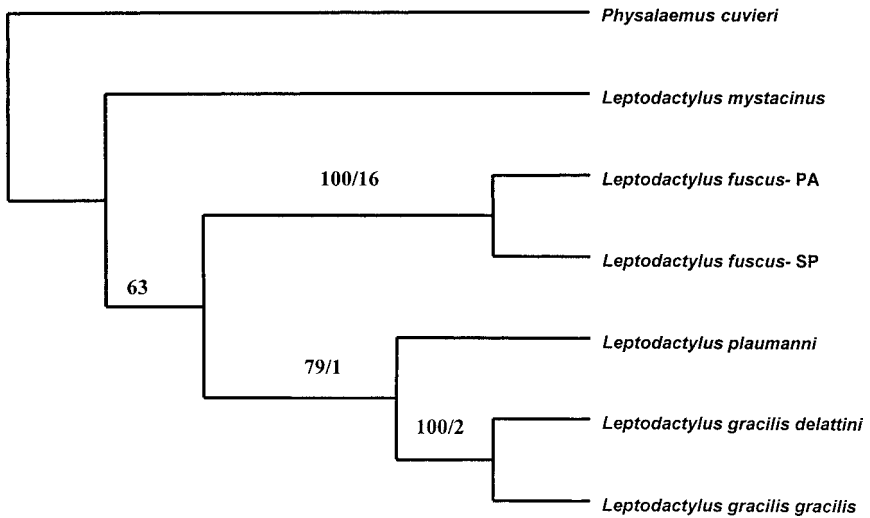 Physalaemus cuvieri
Leptodactylus mystacinus
100/16
Leptodactylus fuscus- PA
Leptodactylus fuscus- SP
63
Leptodactylus plaumanni
79/1
Leptodactylus gracilis delattini
100/2
Leptodactylus gracilis gracilis